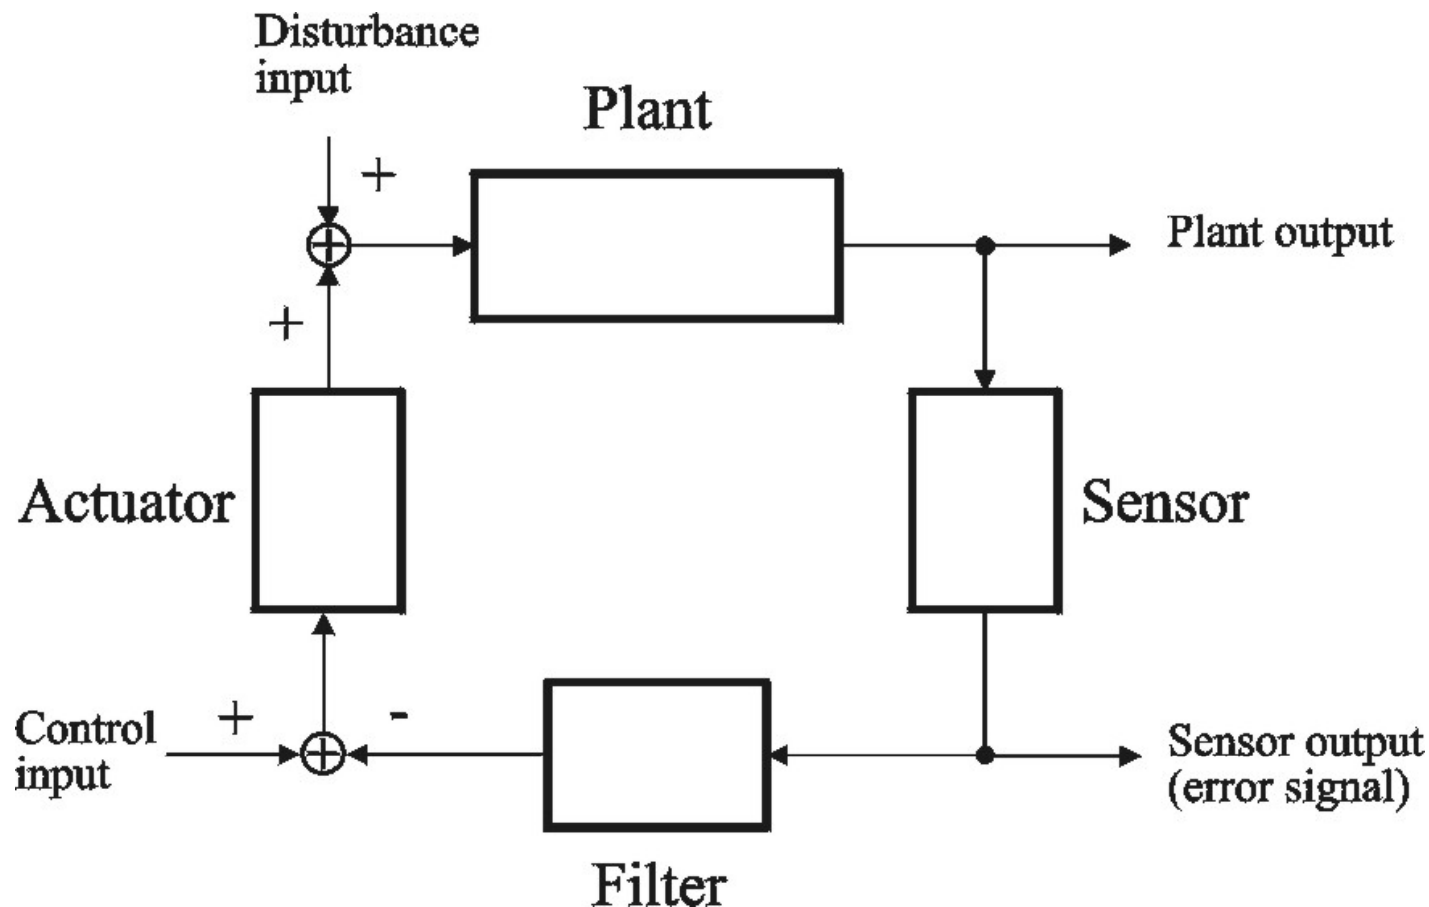 Disturbance
input
Plant
+
Plant output
+
Actuator
Sensor
Control
input
+
-
Sensor output
(error signal)
Filter